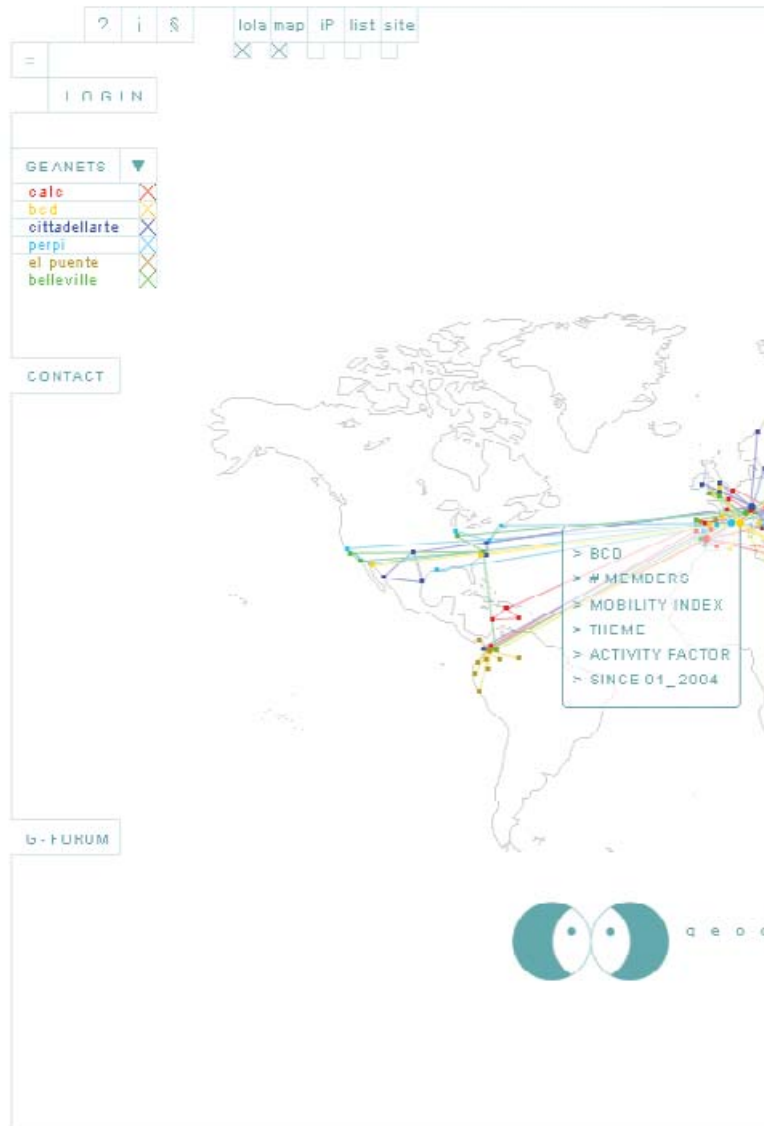 ? i §
lola map iP list site
=
LOGIN
GEANETS ▼
calc
bcd
cittadellarte
perpi
el puente
belleville
CONTACT
> BCD
> # MEMBERS
> MOBILITY INDEX
> THEME
> ACTIVITY FACTOR
> SINCE 01_2004
G-FORUM
g e o